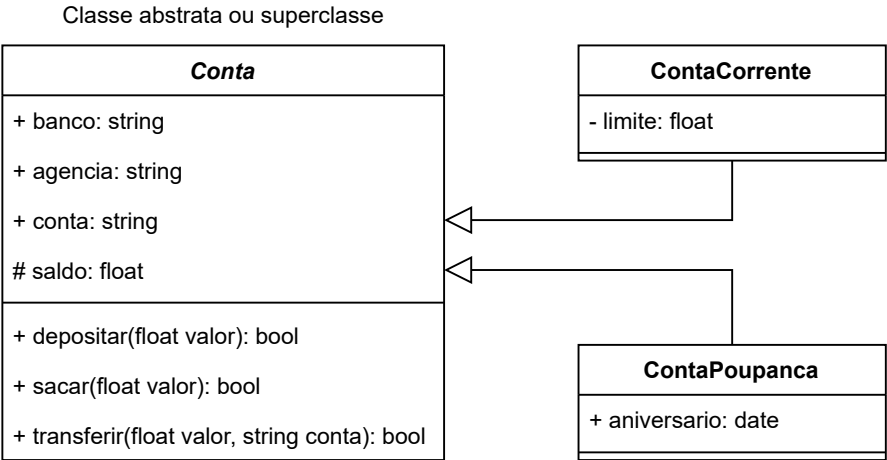 Classe abstrata ou superclasse
Conta
+ banco: string
+ agencia: string
+ conta: string
# saldo: float
+ depositar(float valor): bool
+ sacar(float valor): bool
+ transferir(float valor, string conta): bool
ContaCorrente
- limite: float
ContaPoupanca
+ aniversario: date